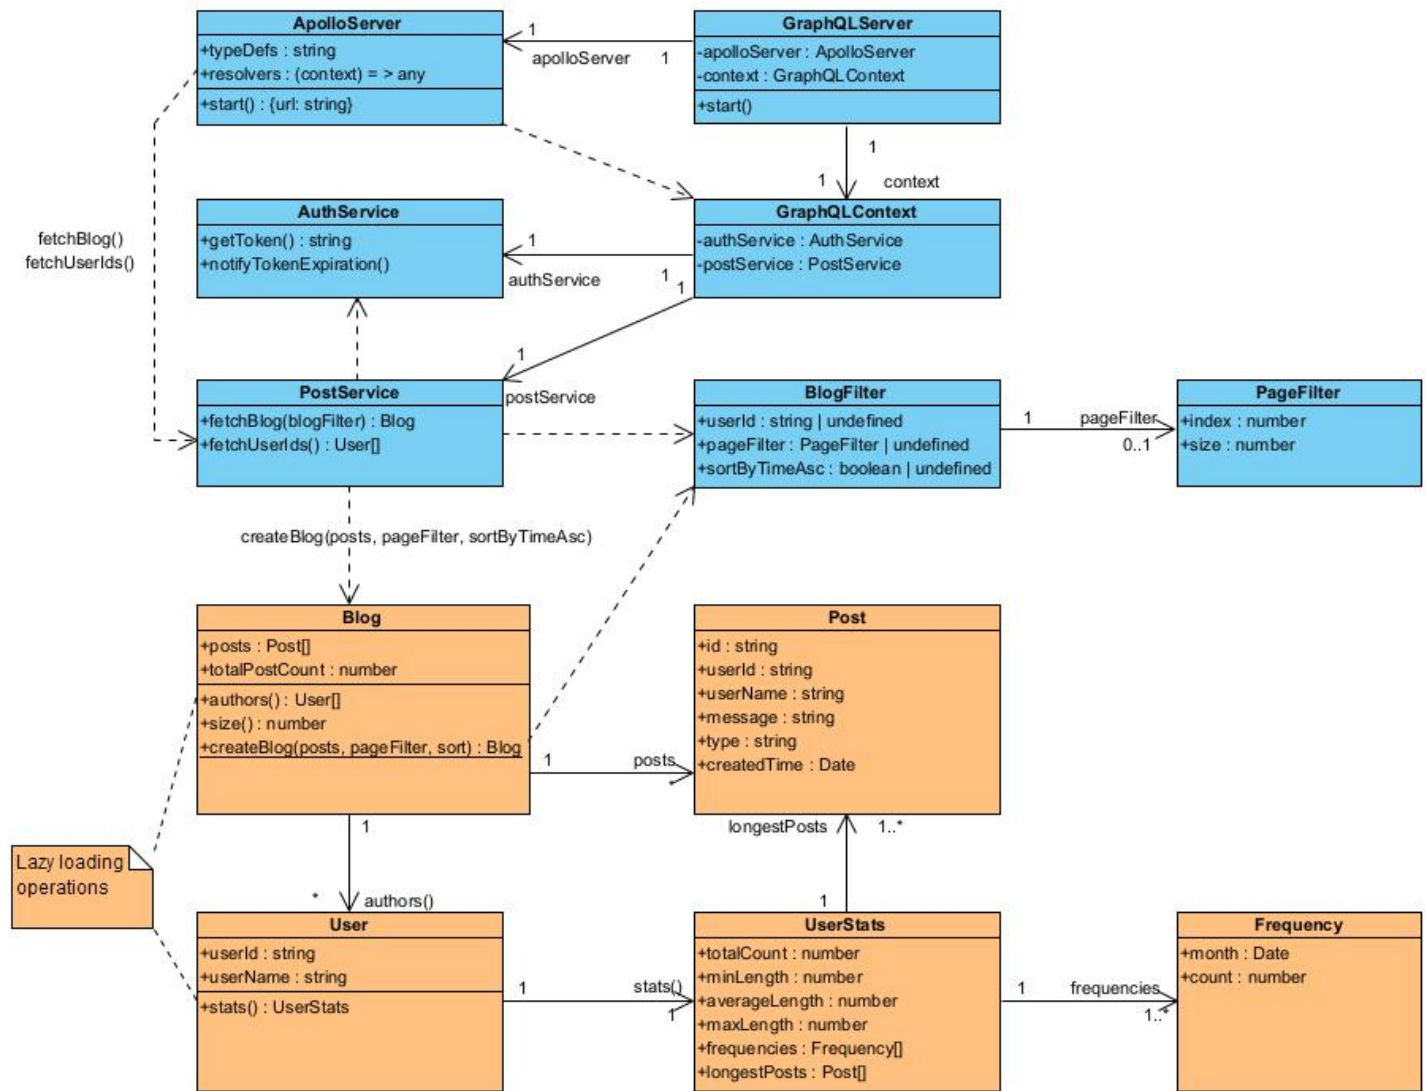 ApolloServer
+typeDefs : string
+resolvers : (context) = > any
+start() : {url: string}
1
apolloServer
1
GraphQLServer
-apolloServer : ApolloServer
-context : GraphQLContext
+start()
1
1
context
fetchBlog()
fetchUserIds()
AuthService
+getToken() : string
+notifyTokenExpiration()
1
authService
1
GraphQLContext
-authService : AuthService
-postService : PostService
1
1
postService
PostService
+fetchBlog(blogFilter) : Blog
+fetchUserIds() : User[]
BlogFilter
+userId : string | undefined
+pageFilter : PageFilter | undefined
+sortByTimeAsc : boolean | undefined
1
pageFilter
0..1
PageFilter
+index : number
+size : number
createBlog(posts, pageFilter, sortByTimeAsc)
Blog
+posts : Post[]
+totalPostCount : number
+authors() : User[]
+size() : number
+createBlog(posts, pageFilter, sort) : Blog
1
posts
*
Post
+id : string
+userId : string
+userName : string
+message : string
+type : string
+createdTime : Date
longestPosts
1..*
1
1
*
authors()
Lazy loading
operations
User
+userId : string
+userName : string
+stats() : UserStats
1
stats()
1
UserStats
+totalCount : number
+minLength : number
+averageLength : number
+maxLength : number
+frequencies : Frequency[]
+longestPosts : Post[]
1
frequencies
1..*
Frequency
+month : Date
+count : number